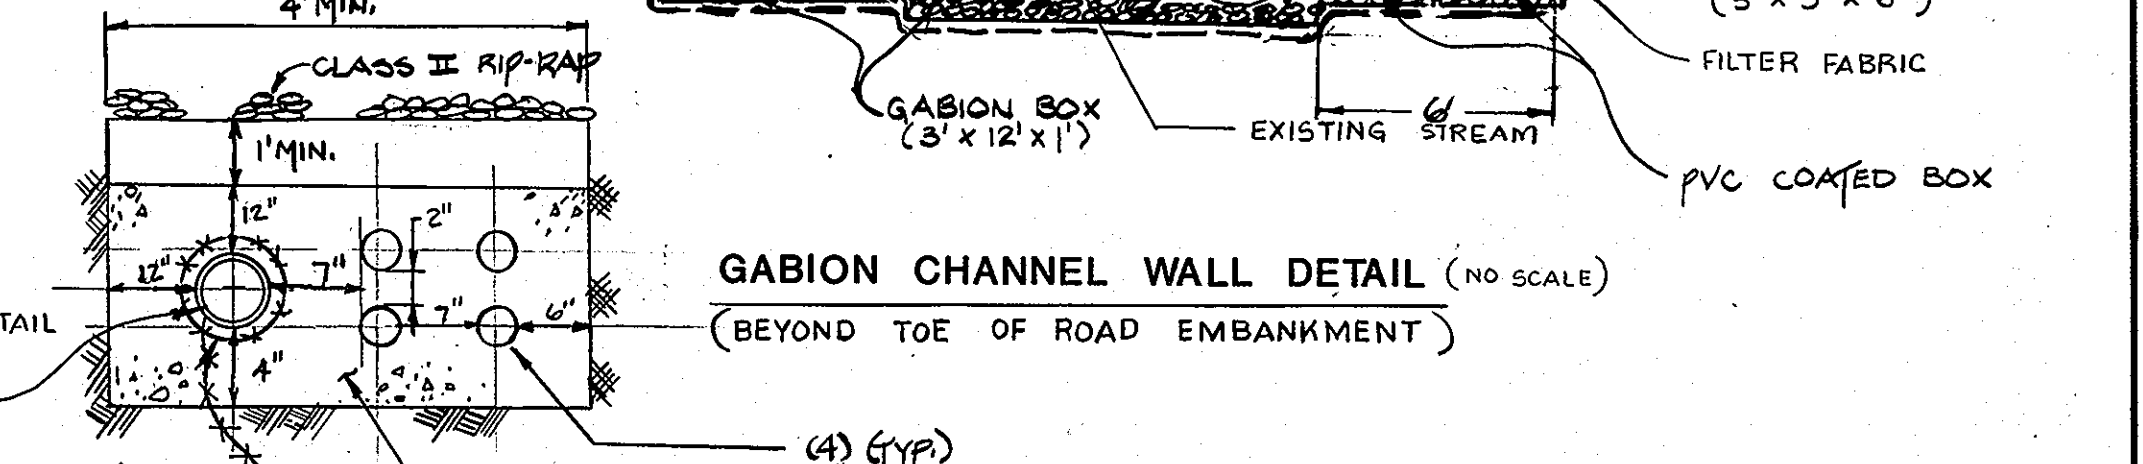 4' MIN.
CLASS II RIP-RAP
1' MIN.
12"
2"
12"
7"
7"
6"
4"
TAIL
(4) (TYP.)
GABION BOX
(3' X 12' X 1')
EXISTING STREAM
6'
FILTER FABRIC
PVC COATED BOX
GABION CHANNEL WALL DETAIL (NO SCALE)
(BEYOND TOE OF ROAD EMBANKMENT)